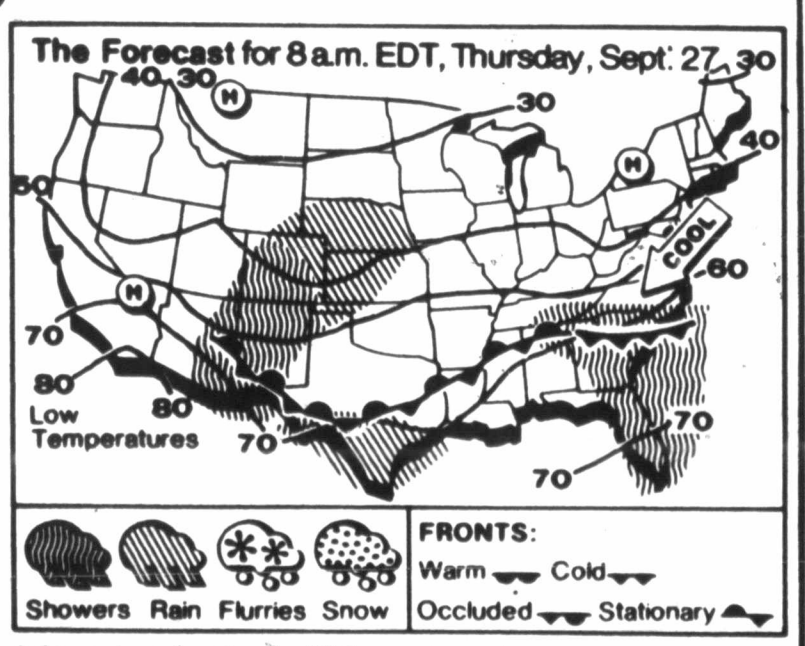 The Forecast for 8 a.m. EDT, Thursday, Sept. 27
30
40 30
H
30
H
40
50
COOL
60
H
70
80
80
Low
Temperatures
70
70
70
Showers Rain Flurries Snow
FRONTS:
Warm Cold
Occluded Stationary